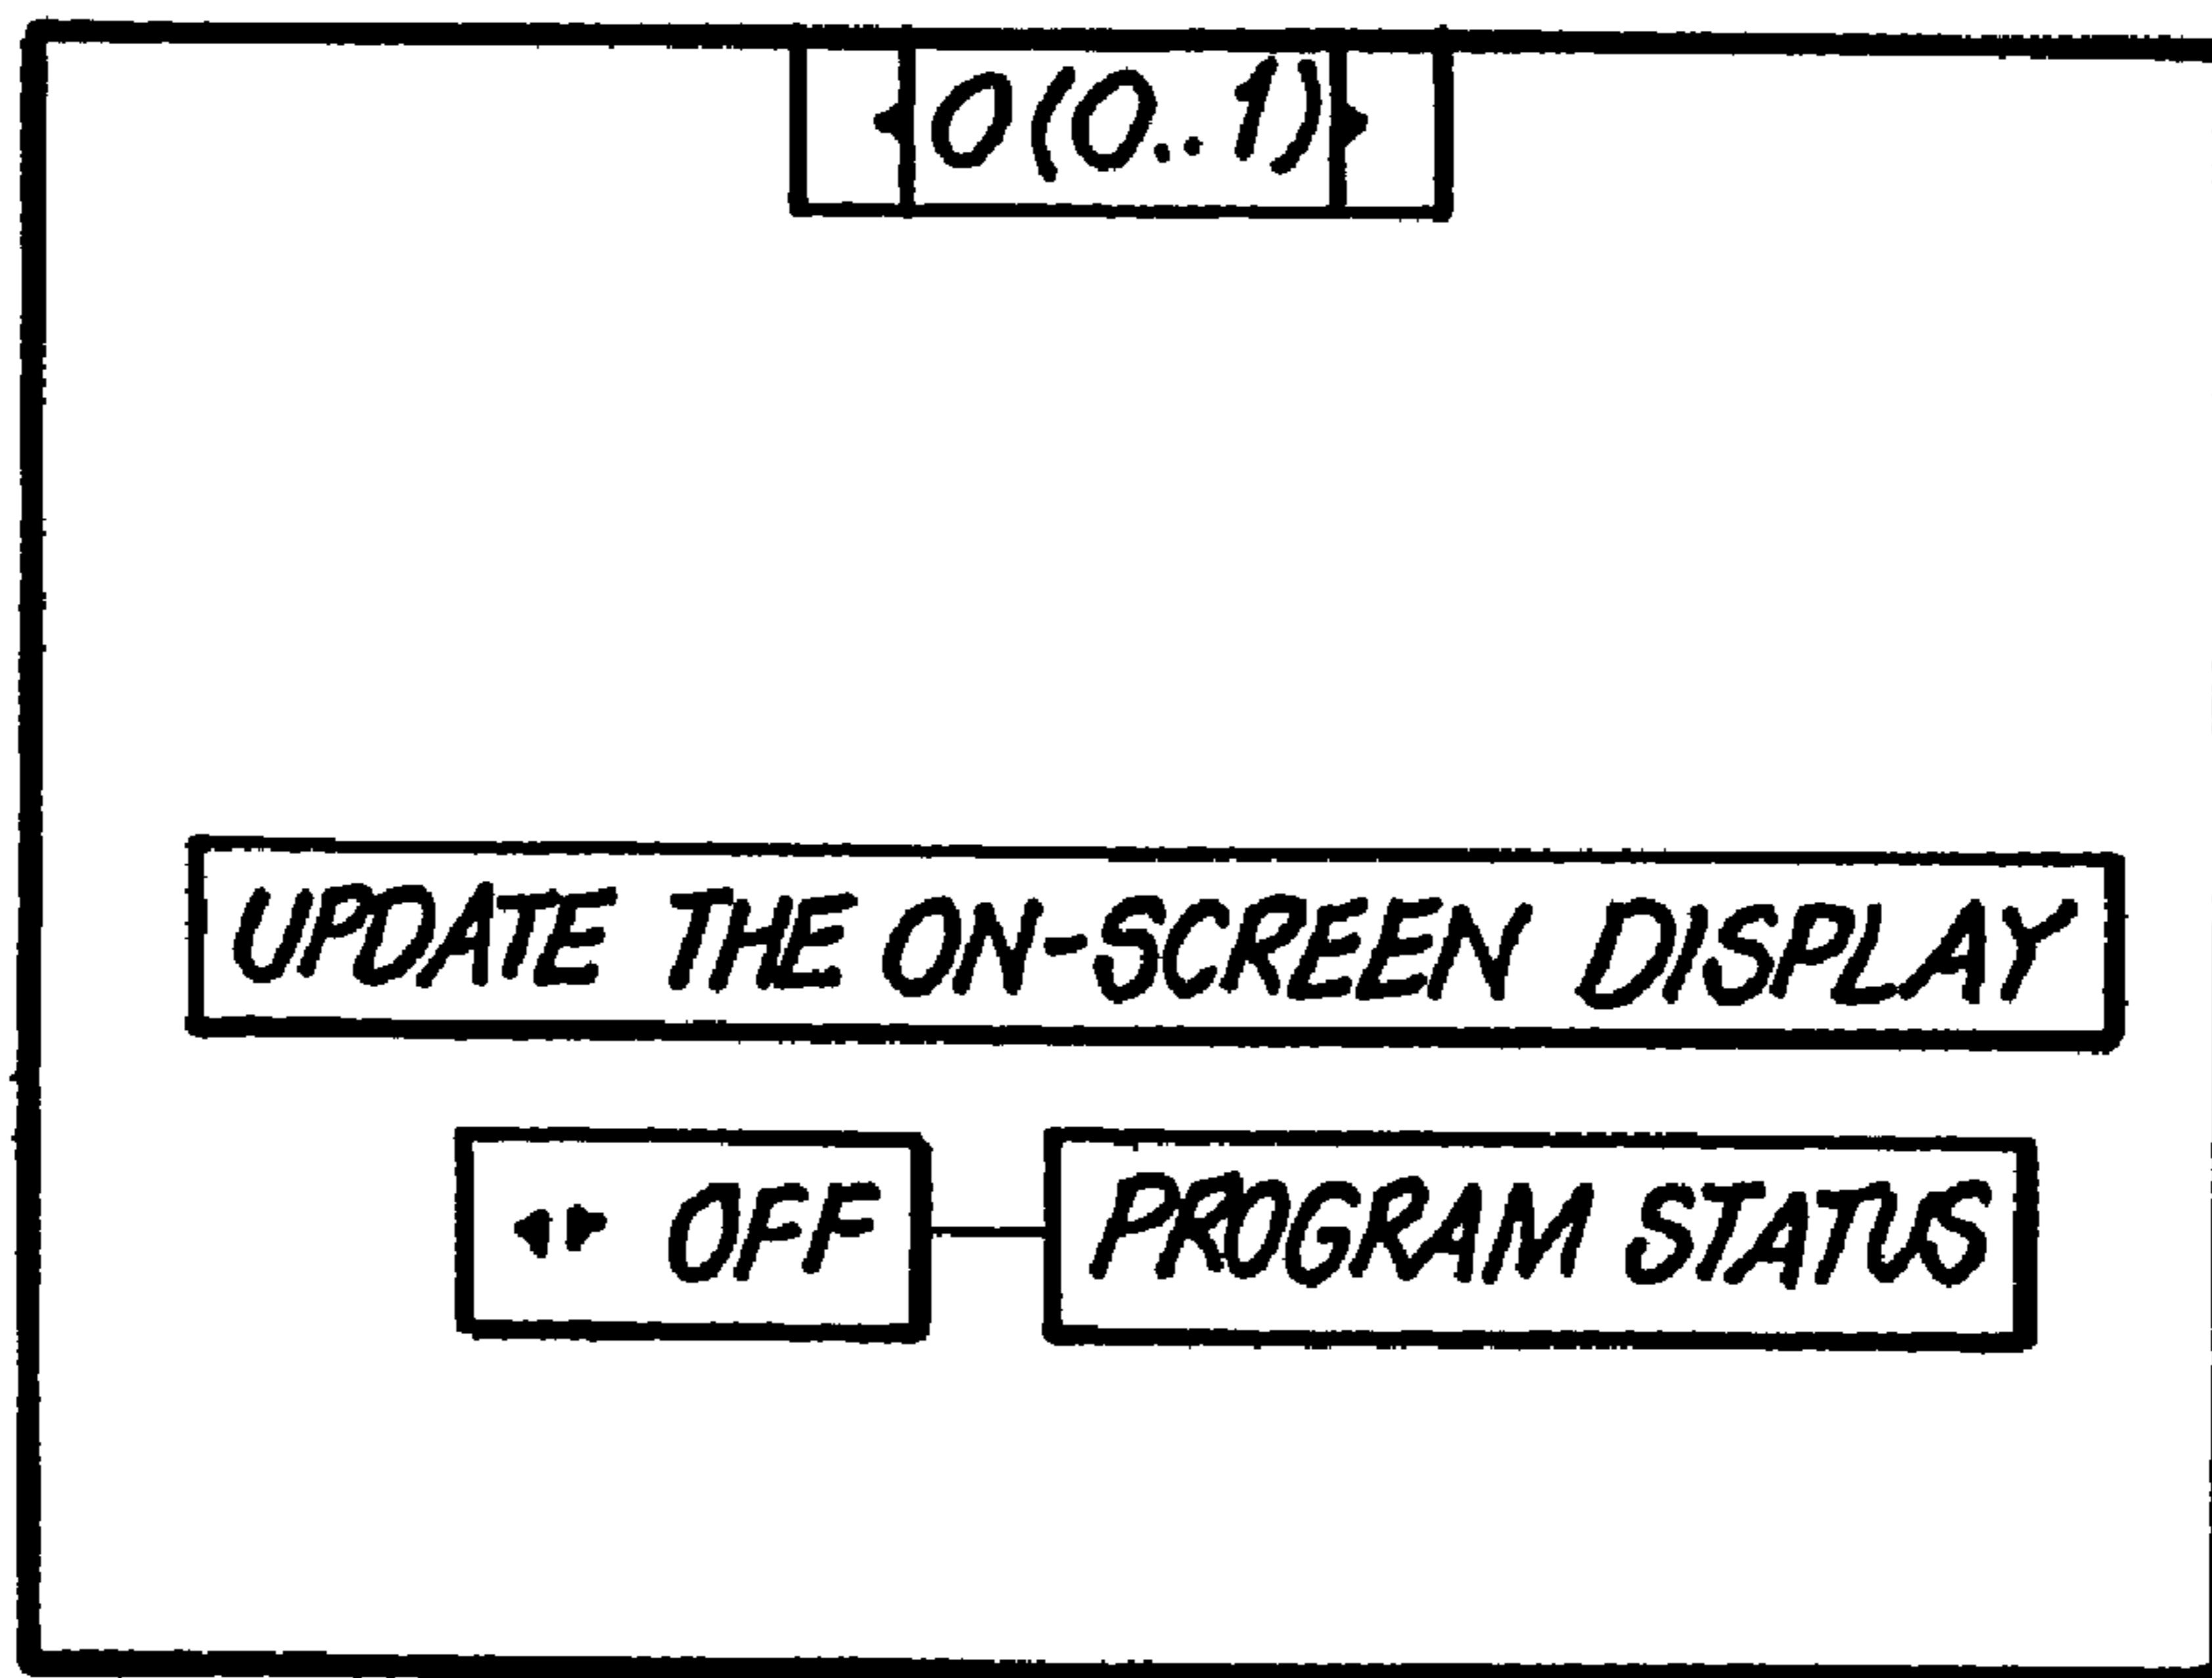 0(0..1)
UPDATE THE ON-SCREEN DISPLAY
OFF PROGRAM STATUS